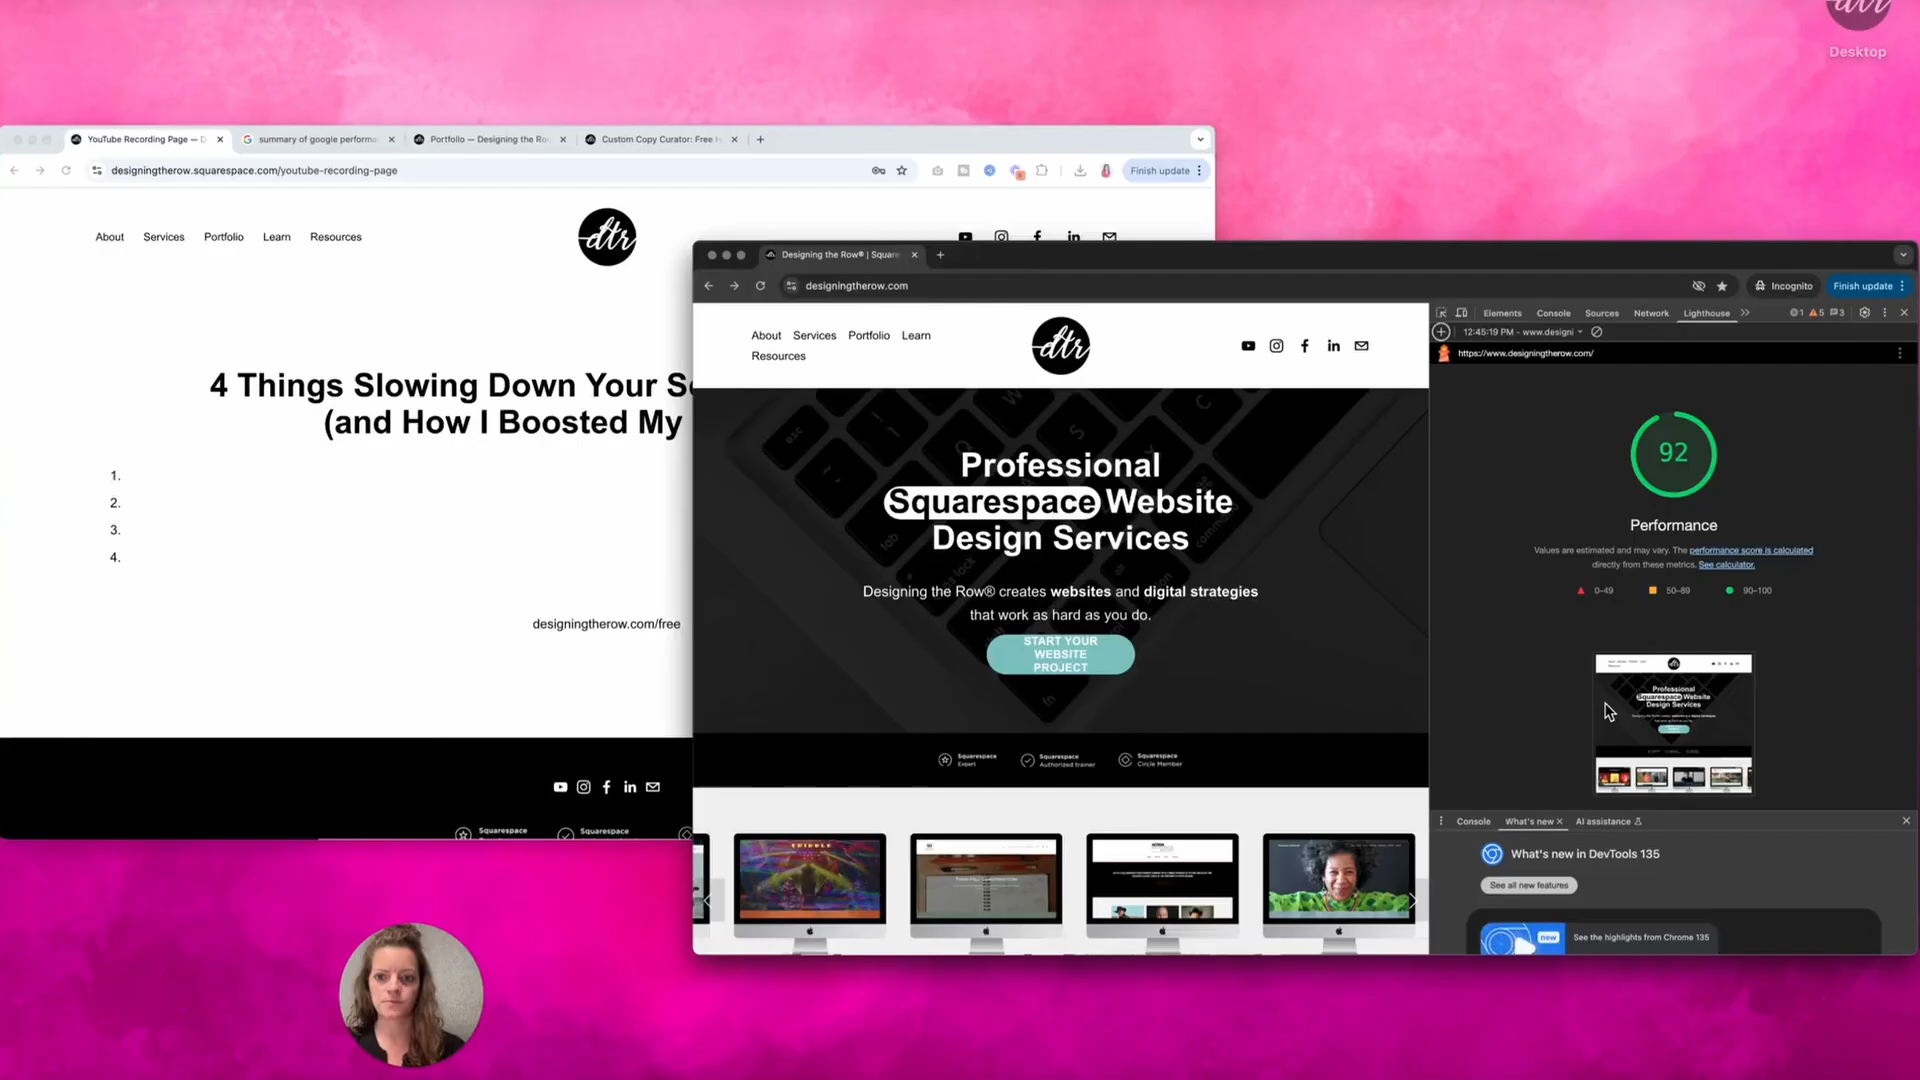 dtr
Desktop
YouTube Recording Page — D
summary of google performa
Portfolio — Designing the Ro
Custom Copy Curator: Free
designingtherow.squarespace.com/youtube-recording-page
Finish update
About
Services
Portfolio
Learn
Resources
dtr
4 Things Slowing Down Your S
(and How I Boosted My
1.
2.
3.
4.
designingtherow.com/free
Squarespace
Squarespace
Designing the Row® | Square
designingtherow.com
Incognito
Finish update
About Services Portfolio Learn
Resources
dtr
Professional
Squarespace Website
Design Services
Designing the Row® creates websites and digital strategies
that work as hard as you do.
START YOUR
WEBSITE
PROJECT
Squarespace
Expert
Squarespace
Authorized trainer
Squarespace
Circle Member
Elements
Console
Sources
Network
Lighthouse
1
5
3
12:45:19 PM - www.designi
https://www.designingtherow.com/
92
Performance
Values are estimated and may vary. The performance score is calculated
directly from these metrics. See calculator.
0–49
50–89
90–100
Professional
Squarespace Website
Design Services
Console
What's new
AI assistance
What's new in DevTools 135
See all new features
new
See the highlights from Chrome 135